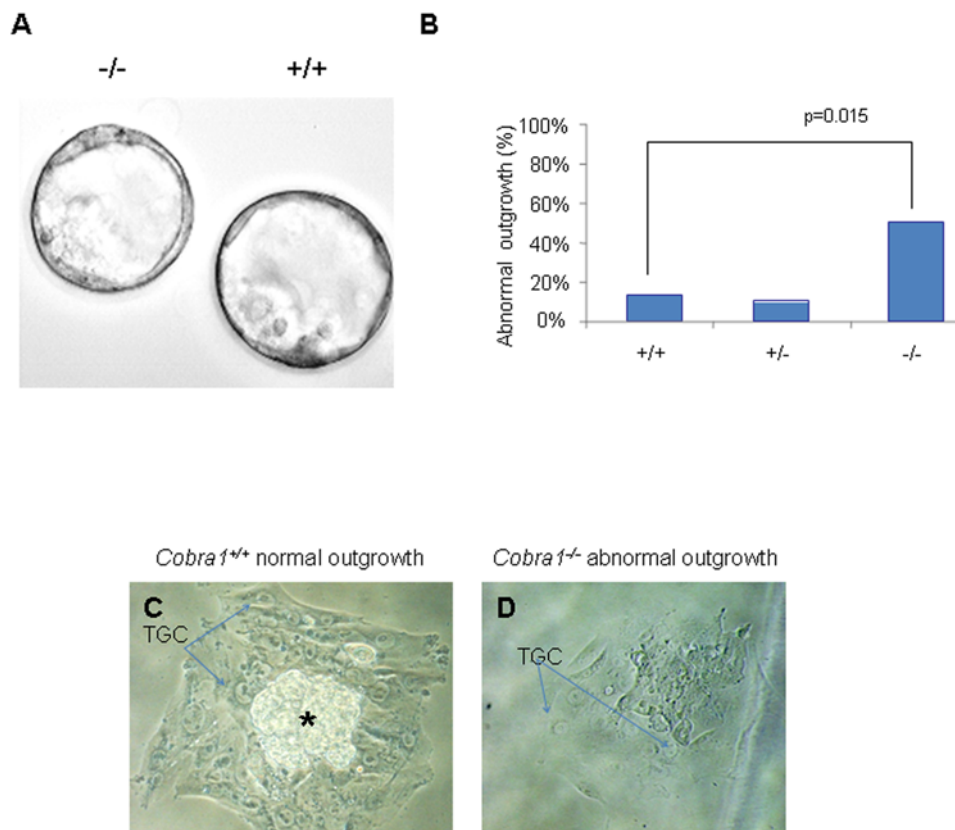 A
-/-
+/+
B
p=0.015
Abnormal outgrowth (%)
100%
80%
60%
40%
20%
0%
+/+
+/-
-/-
Cobra1+/+ normal outgrowth
Cobra1-/- abnormal outgrowth
C
TGC
*
D
TGC